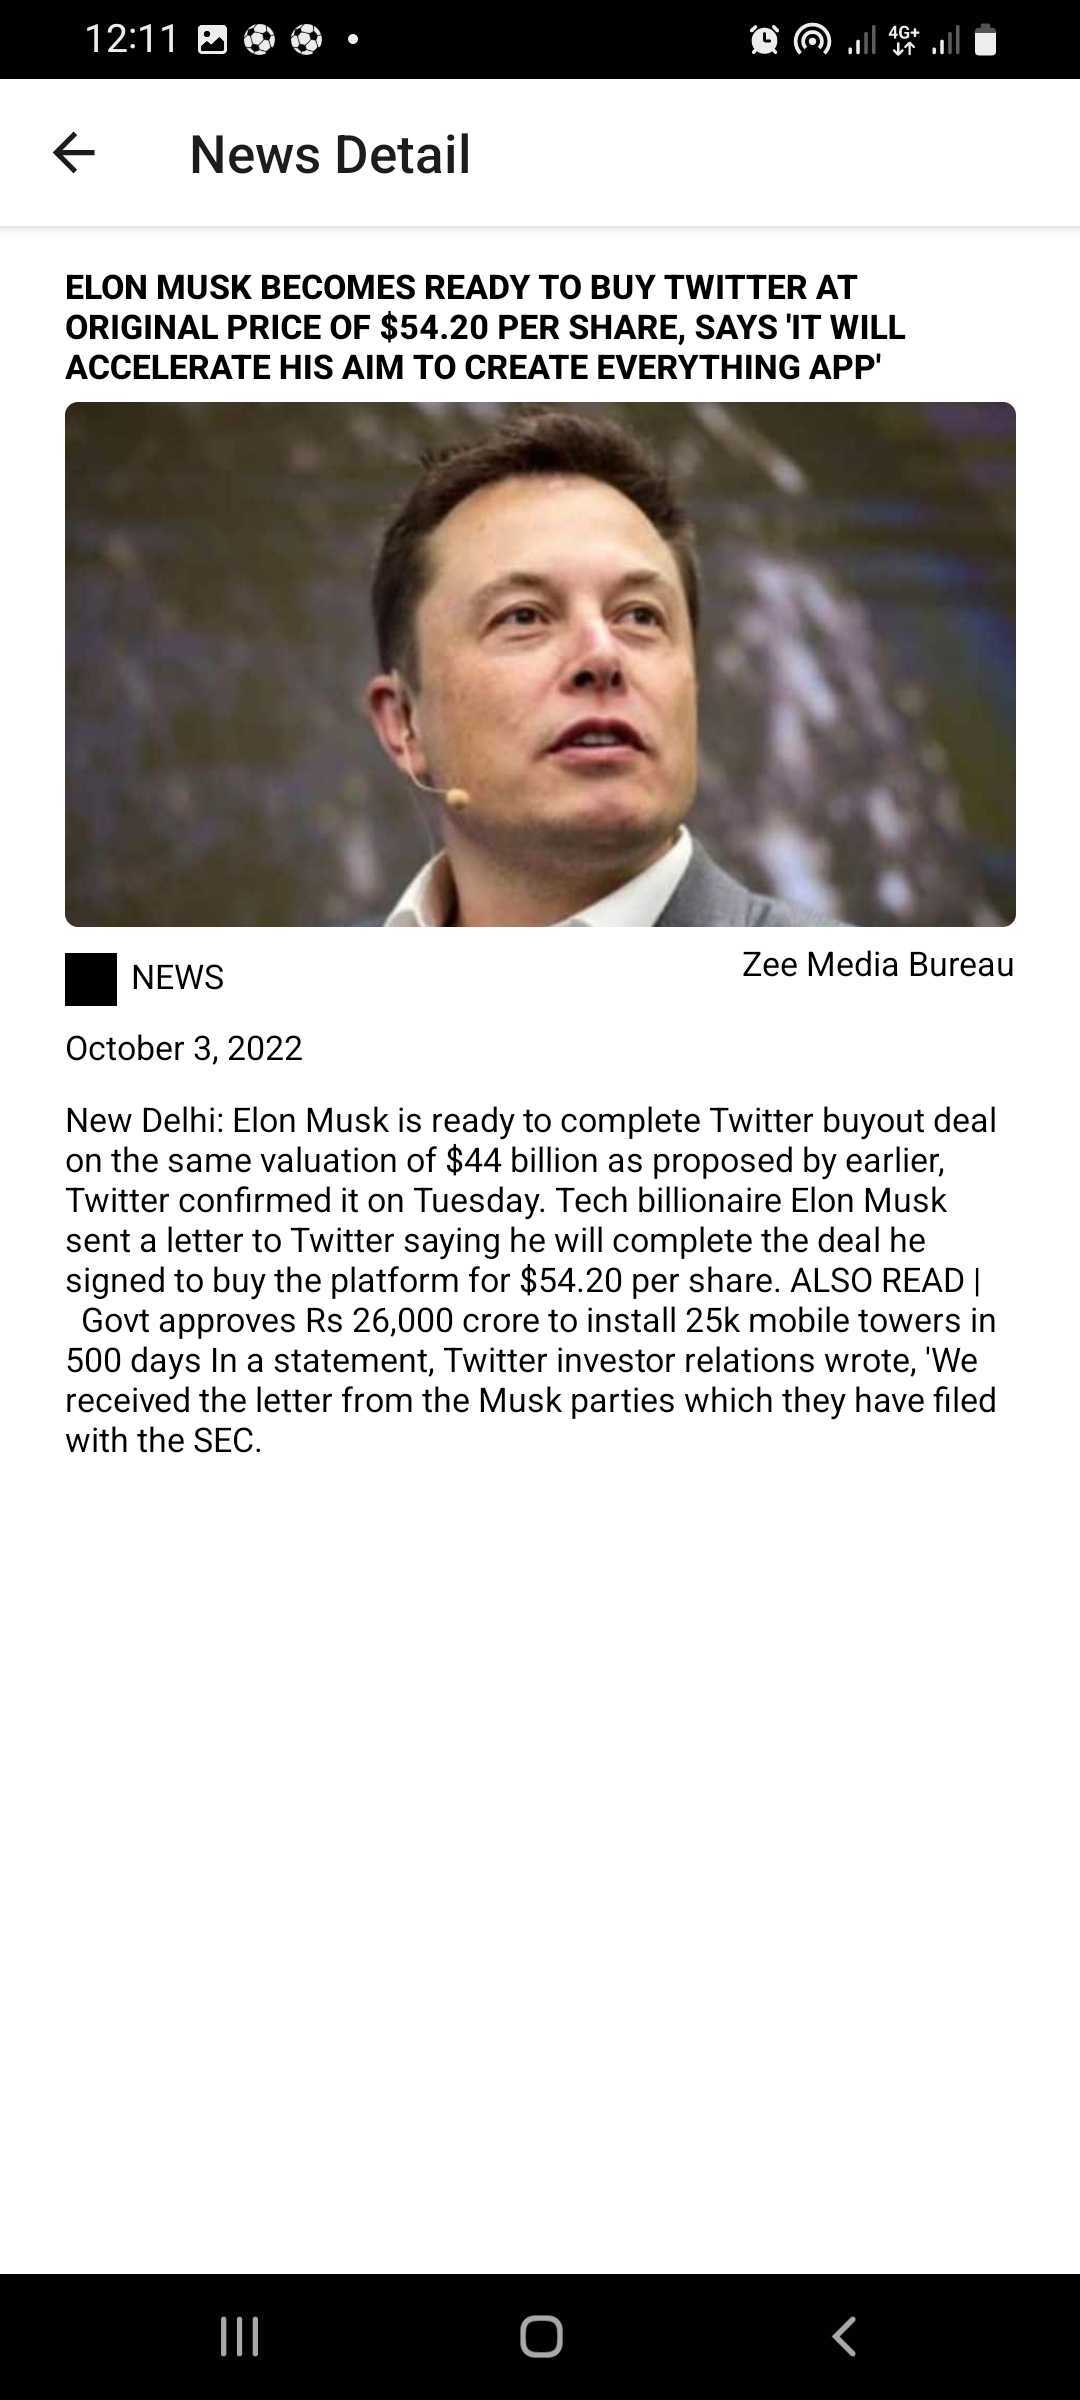 12:11
4G+
News Detail
ELON MUSK BECOMES READY TO BUY TWITTER AT
ORIGINAL PRICE OF $54.20 PER SHARE, SAYS 'IT WILL
ACCELERATE HIS AIM TO CREATE EVERYTHING APP'
NEWS
Zee Media Bureau
October 3, 2022
New Delhi: Elon Musk is ready to complete Twitter buyout deal
on the same valuation of $44 billion as proposed by earlier,
Twitter confirmed it on Tuesday. Tech billionaire Elon Musk
sent a letter to Twitter saying he will complete the deal he
signed to buy the platform for $54.20 per share. ALSO READ |
Govt approves Rs 26,000 crore to install 25k mobile towers in
500 days In a statement, Twitter investor relations wrote, 'We
received the letter from the Musk parties which they have filed
with the SEC.